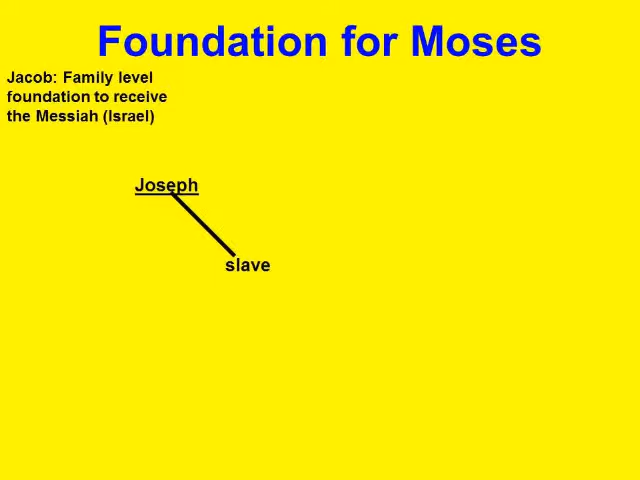 Foundation for Moses
Jacob: Family level
foundation to receive
the Messiah (Israel)
Joseph
slave